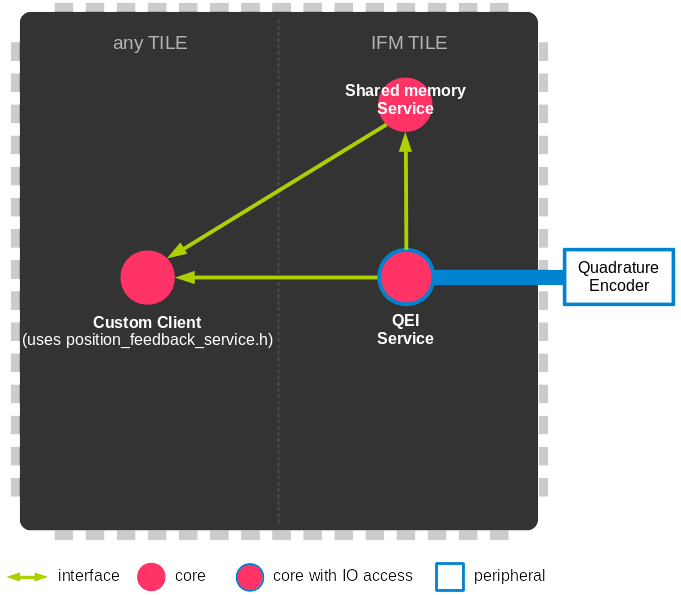 any TILE
IFM TILE
Shared memory
Service
Custom Client
(uses position_feedback_service.h)
QEI
Service
Quadrature
Encoder
interface
core
core with IO access
peripheral